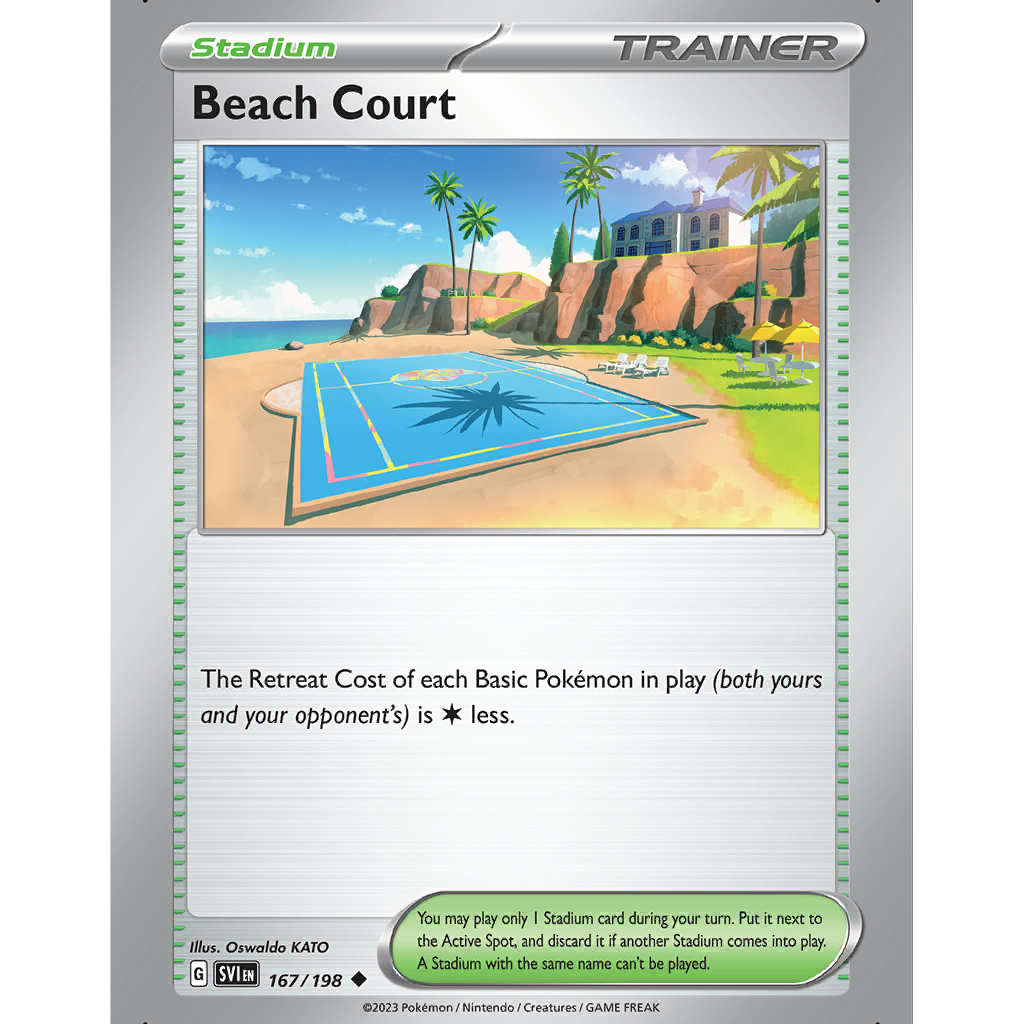 Stadium
TRAINER
Beach Court
The Retreat Cost of each Basic Pokémon in play (both yours
and your opponent's) is less.
You may play only 1 Stadium card during your turn. Put it next to
the Active Spot, and discard it if another Stadium comes into play.
A Stadium with the same name can't be played.
Illus. Oswaldo KATO
G SVI EN 167/198
©2023 Pokémon / Nintendo / Creatures / GAME FREAK